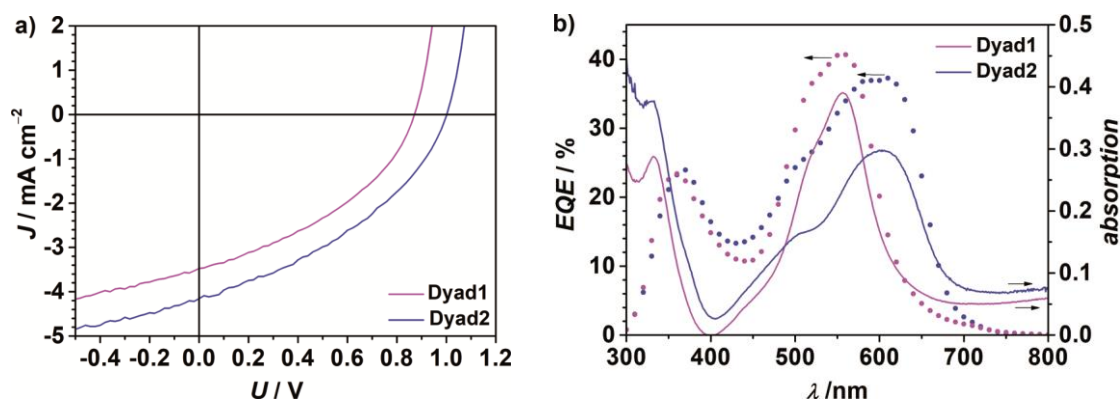 a)
2
1
0
-1
-2
-3
-4
-5
J / mA cm⁻²
Dyad1
Dyad2
-0.4 -0.2 0.0 0.2 0.4 0.6 0.8 1.0 1.2
U / V
b)
40
30
20
10
0
EQE / %
Dyad1
Dyad2
0.5
0.4
0.3
0.2
0.1
0.0
absorption
300 400 500 600 700 800
λ /nm